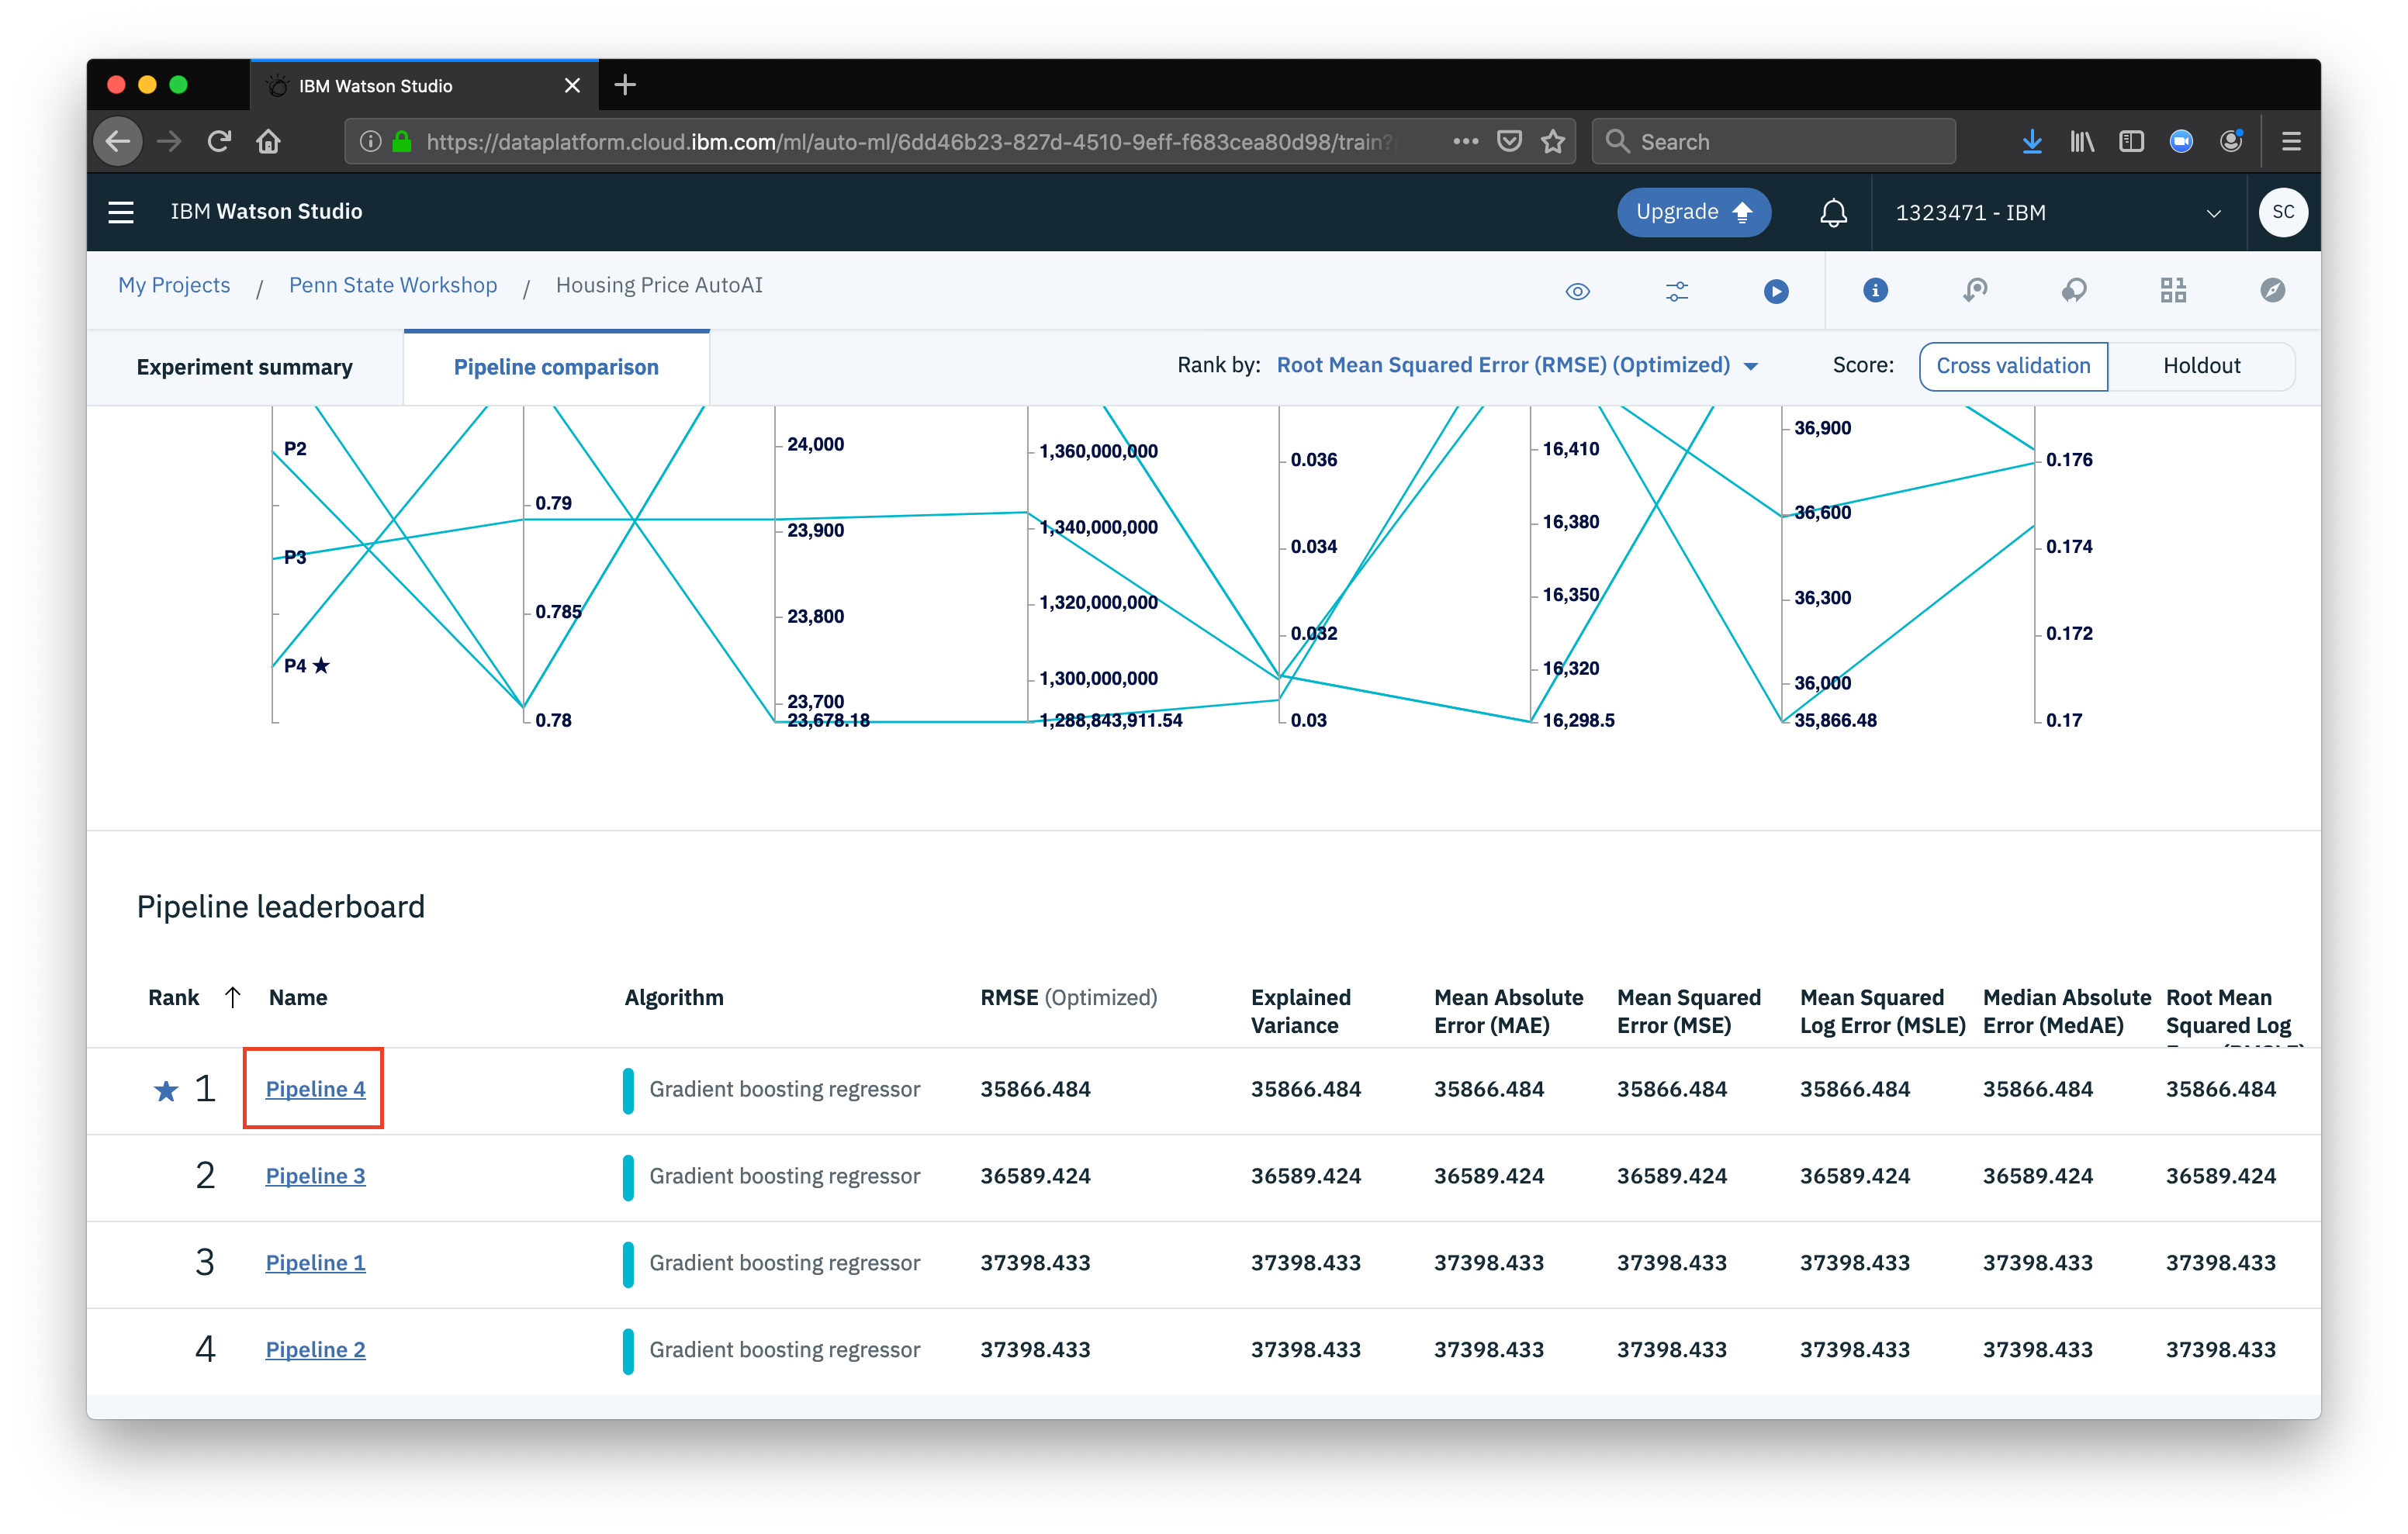 IBM Watson Studio
https://dataplatform.cloud.ibm.com/ml/auto-ml/6dd46b23-827d-4510-9eff-f683cea80d98/train?
Search
IBM Watson Studio
Upgrade
1323471 - IBM
SC
My Projects / Penn State Workshop / Housing Price AutoAI
Experiment summary
Pipeline comparison
Rank by: Root Mean Squared Error (RMSE) (Optimized)
Score: Cross validation Holdout
P2
P3
P4 ★
0.79
0.785
0.78
24,000
23,900
23,800
23,700
23,678.18
1,360,000,000
1,340,000,000
1,320,000,000
1,300,000,000
1,288,843,911.54
0.036
0.034
0.032
0.03
16,410
16,380
16,350
16,320
16,298.5
36,900
36,600
36,300
36,000
35,866.48
0.176
0.174
0.172
0.17
Pipeline leaderboard
Rank ↑ Name Algorithm RMSE (Optimized) Explained Variance Mean Absolute Error (MAE) Mean Squared Error (MSE) Mean Squared Log Error (MSLE) Median Absolute Error (MedAE) Root Mean Squared Log
★ 1 Pipeline 4 Gradient boosting regressor 35866.484 35866.484 35866.484 35866.484 35866.484 35866.484 35866.484
2 Pipeline 3 Gradient boosting regressor 36589.424 36589.424 36589.424 36589.424 36589.424 36589.424 36589.424
3 Pipeline 1 Gradient boosting regressor 37398.433 37398.433 37398.433 37398.433 37398.433 37398.433 37398.433
4 Pipeline 2 Gradient boosting regressor 37398.433 37398.433 37398.433 37398.433 37398.433 37398.433 37398.433